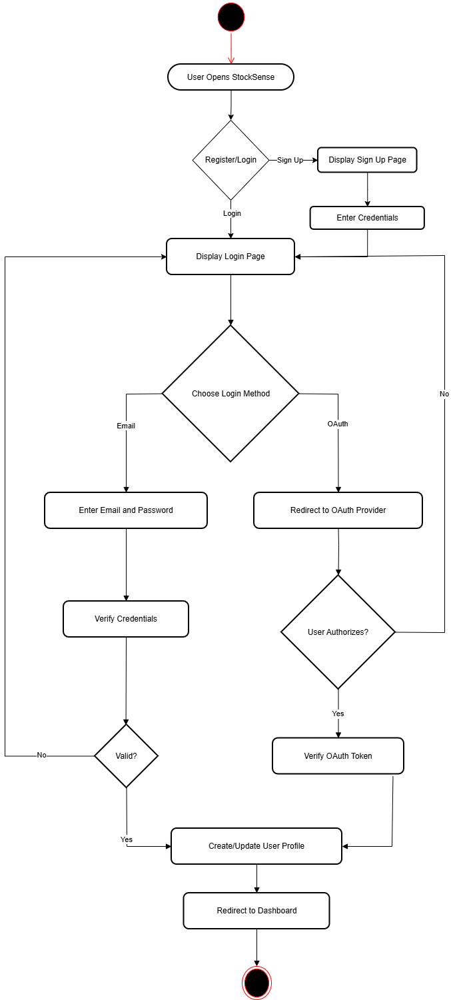 User Opens StockSense
Register/Login
Sign Up
Display Sign Up Page
Enter Credentials
Login
Display Login Page
Choose Login Method
No
Email
OAuth
Enter Email and Password
Redirect to OAuth Provider
Verify Credentials
User Authorizes?
Yes
Valid?
No
Verify OAuth Token
Yes
Create/Update User Profile
Redirect to Dashboard